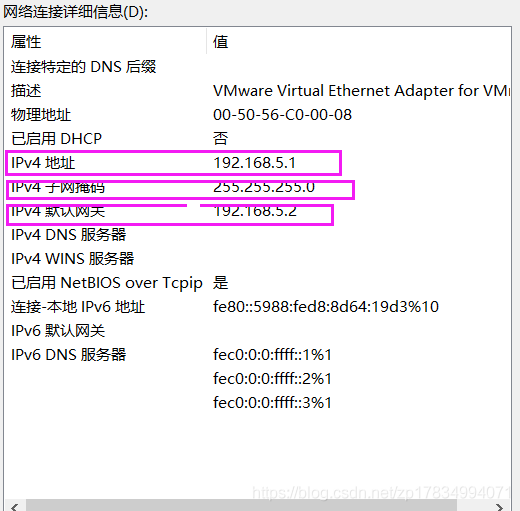 网络连接详细信息(D):
属性 值
连接特定的 DNS 后缀
描述 VMware Virtual Ethernet Adapter for VMn
物理地址 00-50-56-C0-00-08
已启用 DHCP 否
IPv4 地址 192.168.5.1
IPv4 子网掩码 255.255.255.0
IPv4 默认网关 192.168.5.2
IPv4 DNS 服务器
IPv4 WINS 服务器
已启用 NetBIOS over Tcpip 是
连接-本地 IPv6 地址 fe80::5988:fed8:8d64:19d3%10
IPv6 默认网关
IPv6 DNS 服务器 fec0:0:0:ffff::1%1
fec0:0:0:ffff::2%1
fec0:0:0:ffff::3%1
https://blog.csdn.net/zp17834994071